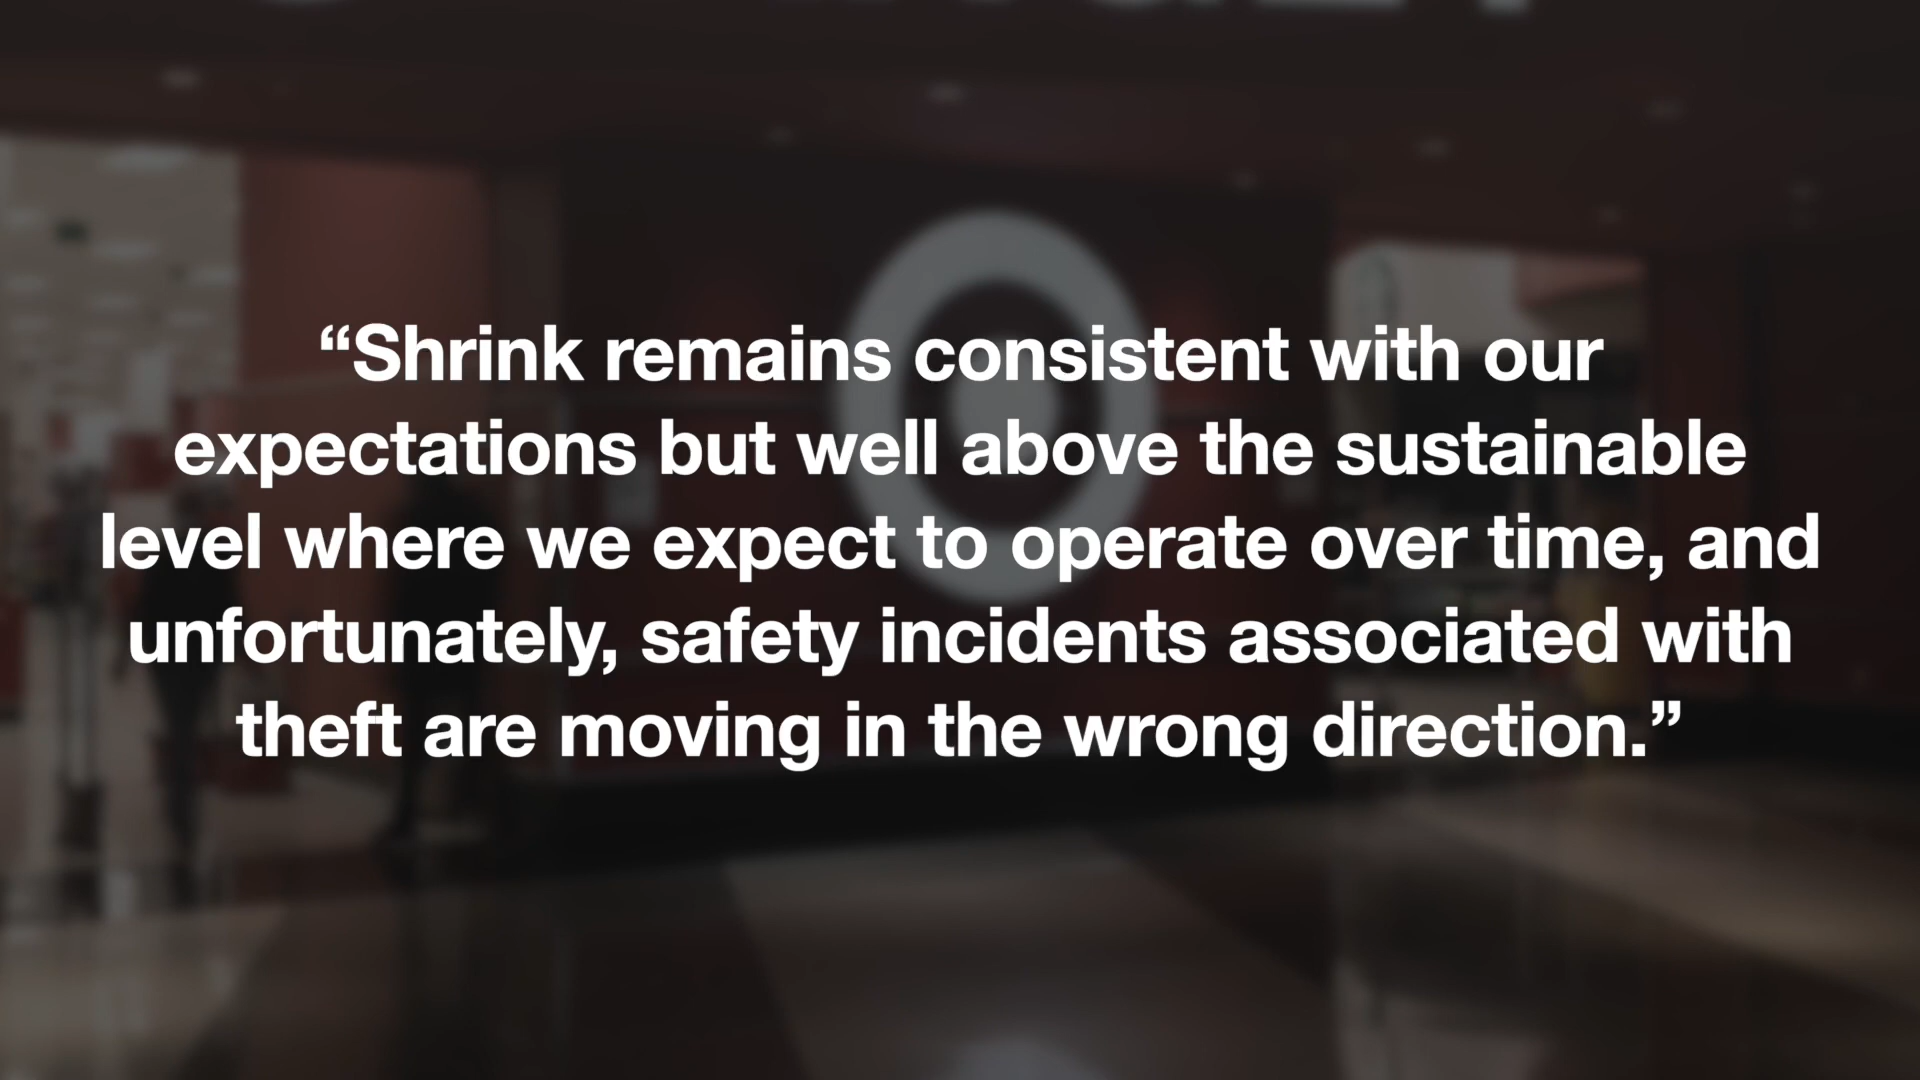 “Shrink remains consistent with our
expectations but well above the sustainable
level where we expect to operate over time, and
unfortunately, safety incidents associated with
theft are moving in the wrong direction.”